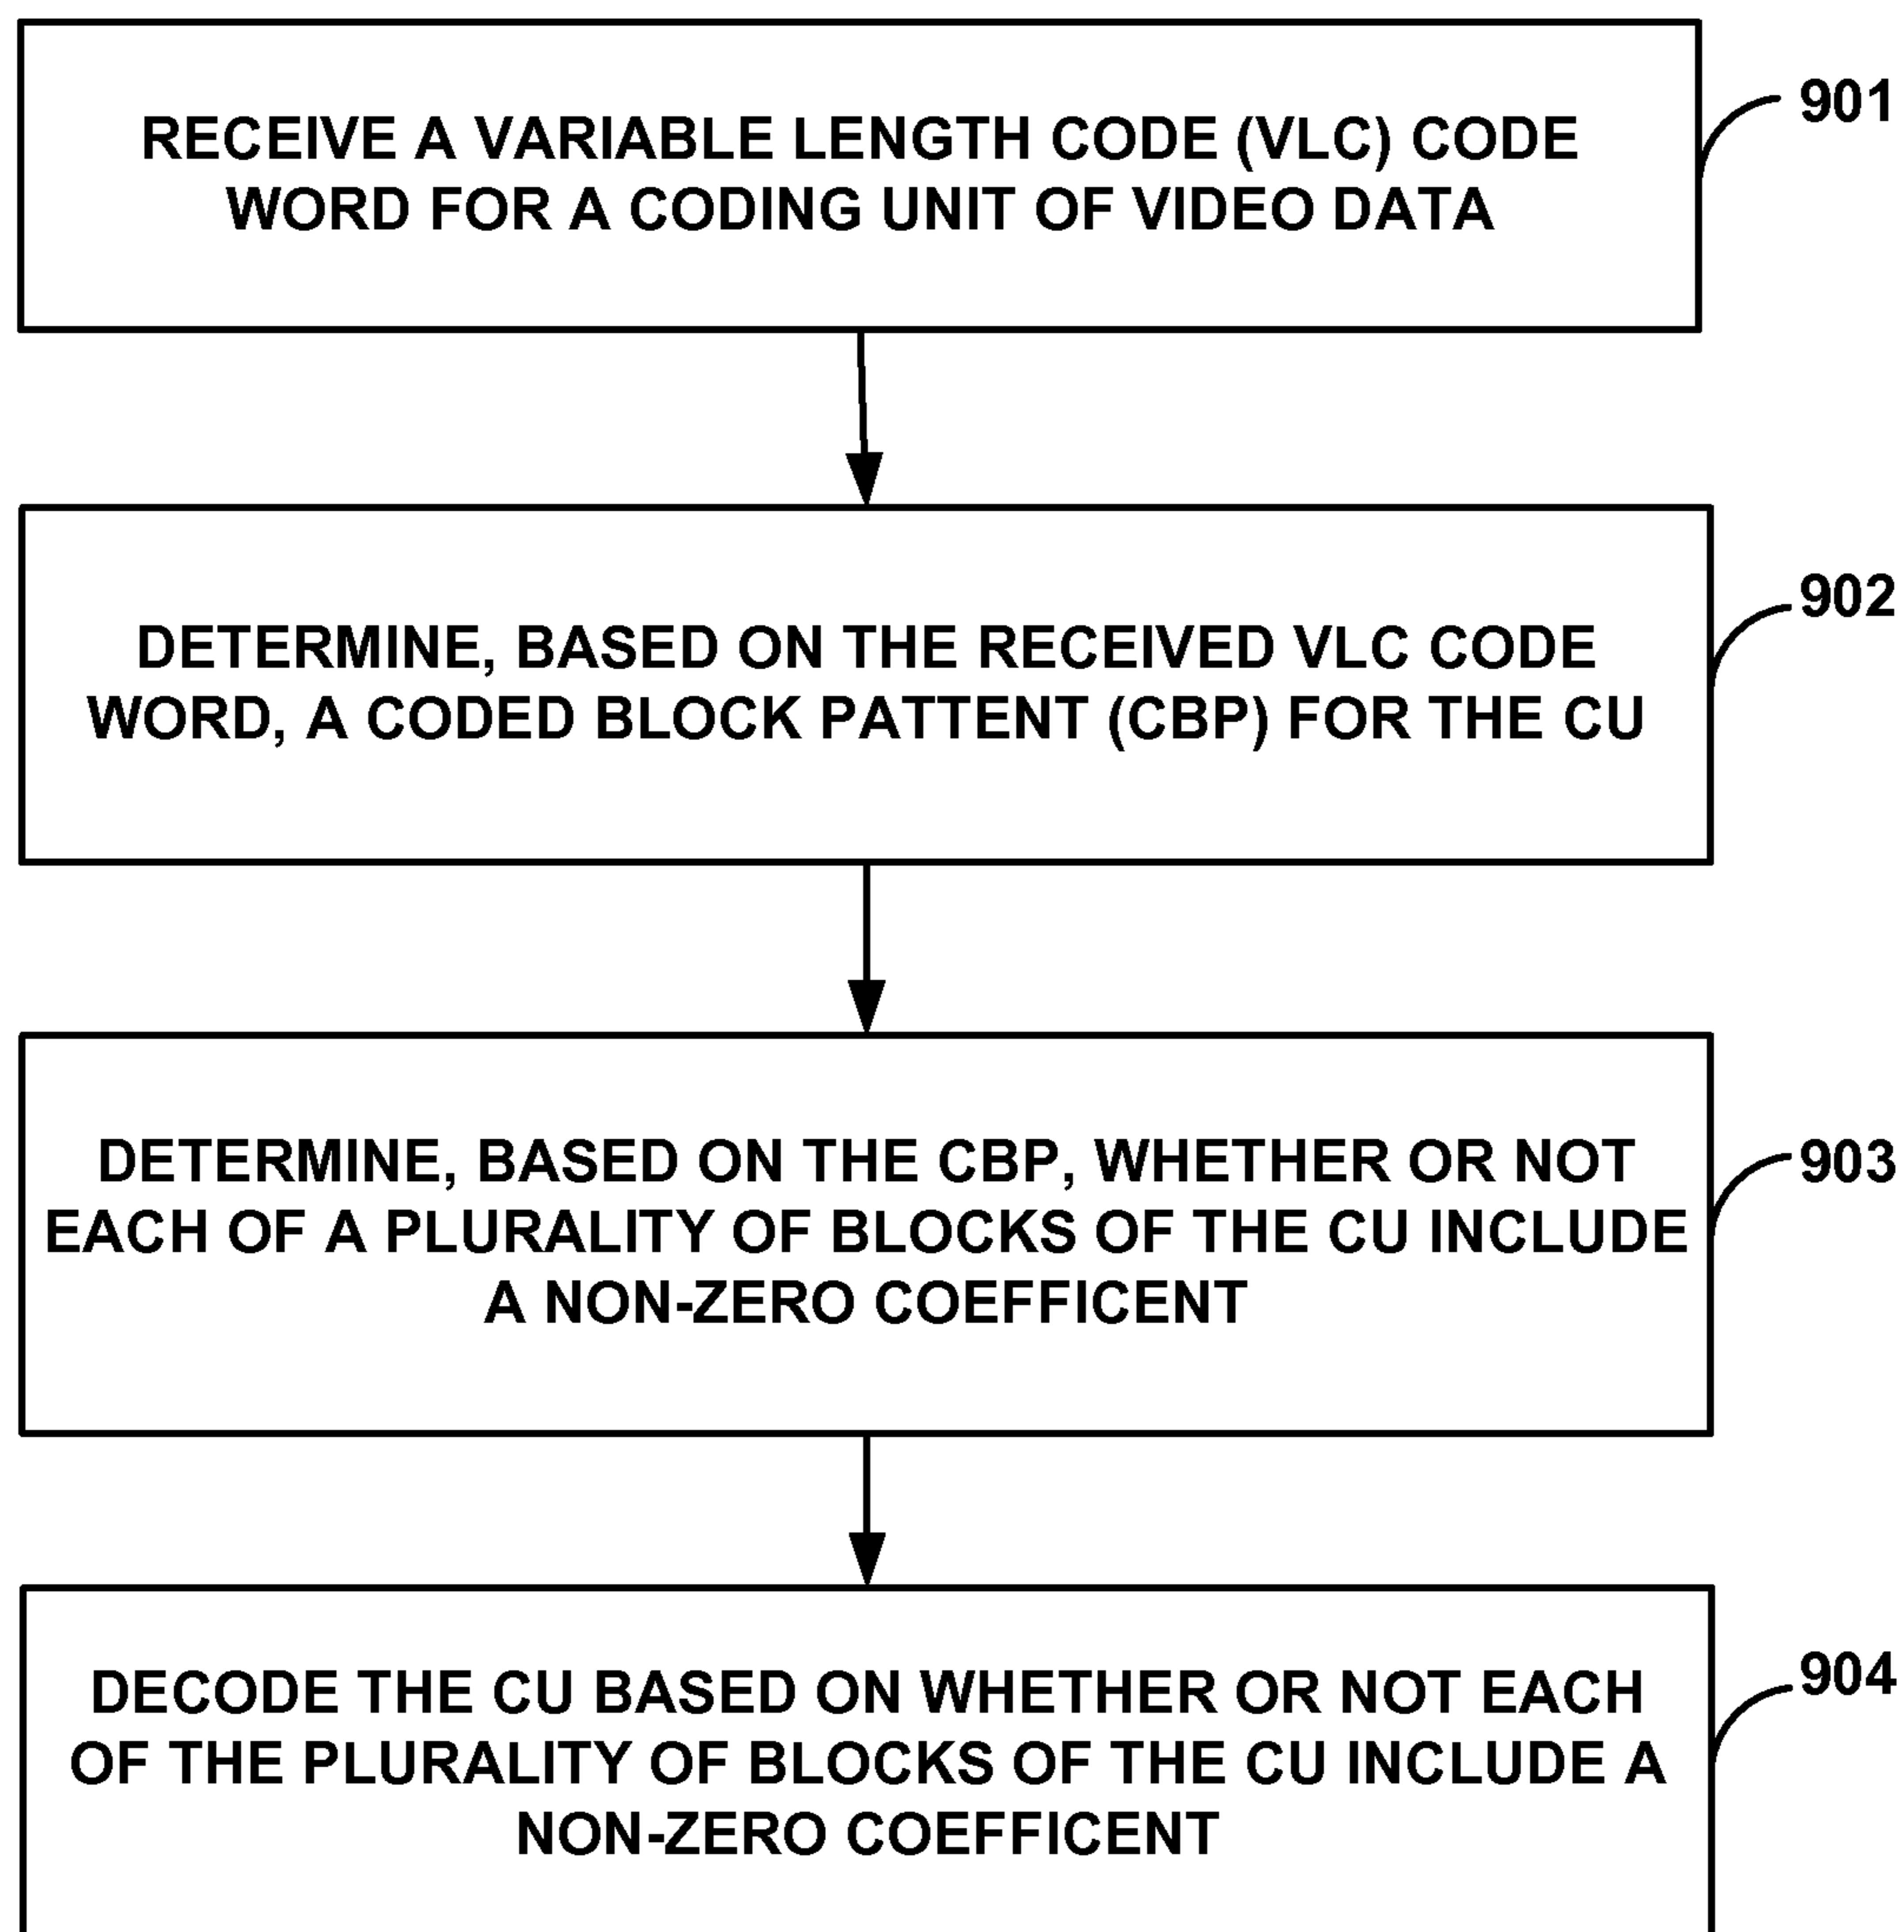 RECEIVE A VARIABLE LENGTH CODE (VLC) CODE
WORD FOR A CODING UNIT OF VIDEO DATA
901
DETERMINE, BASED ON THE RECEIVED VLC CODE
WORD, A CODED BLOCK PATTENT (CBP) FOR THE CU
902
DETERMINE, BASED ON THE CBP, WHETHER OR NOT
EACH OF A PLURALITY OF BLOCKS OF THE CU INCLUDE
A NON-ZERO COEFFICENT
903
DECODE THE CU BASED ON WHETHER OR NOT EACH
OF THE PLURALITY OF BLOCKS OF THE CU INCLUDE A
NON-ZERO COEFFICENT
904